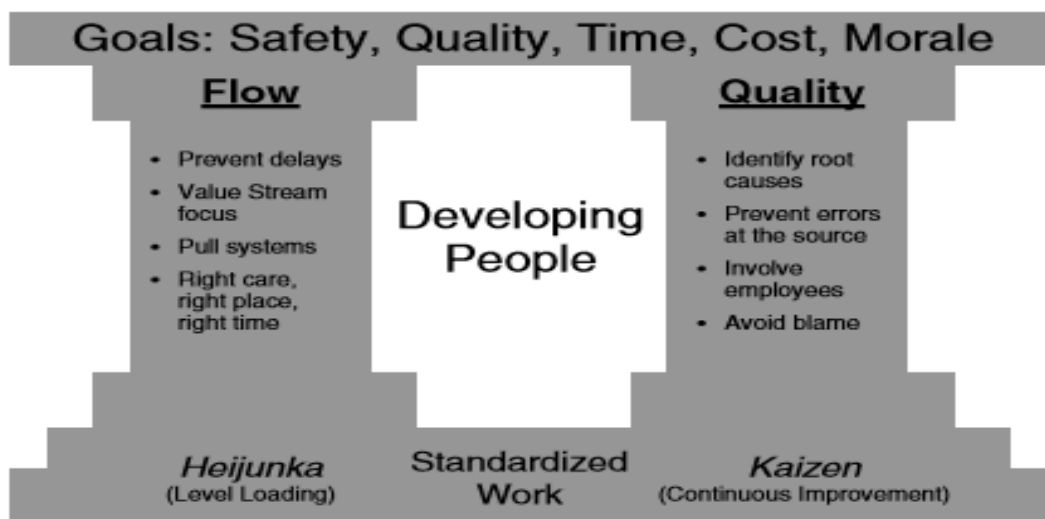 Goals: Safety, Quality, Time, Cost, Morale
Flow
• Prevent delays
• Value Stream
focus
• Pull systems
• Right care,
right place,
right time
Developing
People
Quality
• Identify root
causes
• Prevent errors
at the source
• Involve
employees
• Avoid blame
Heijunka
(Level Loading)
Standardized
Work
Kaizen
(Continuous Improvement)